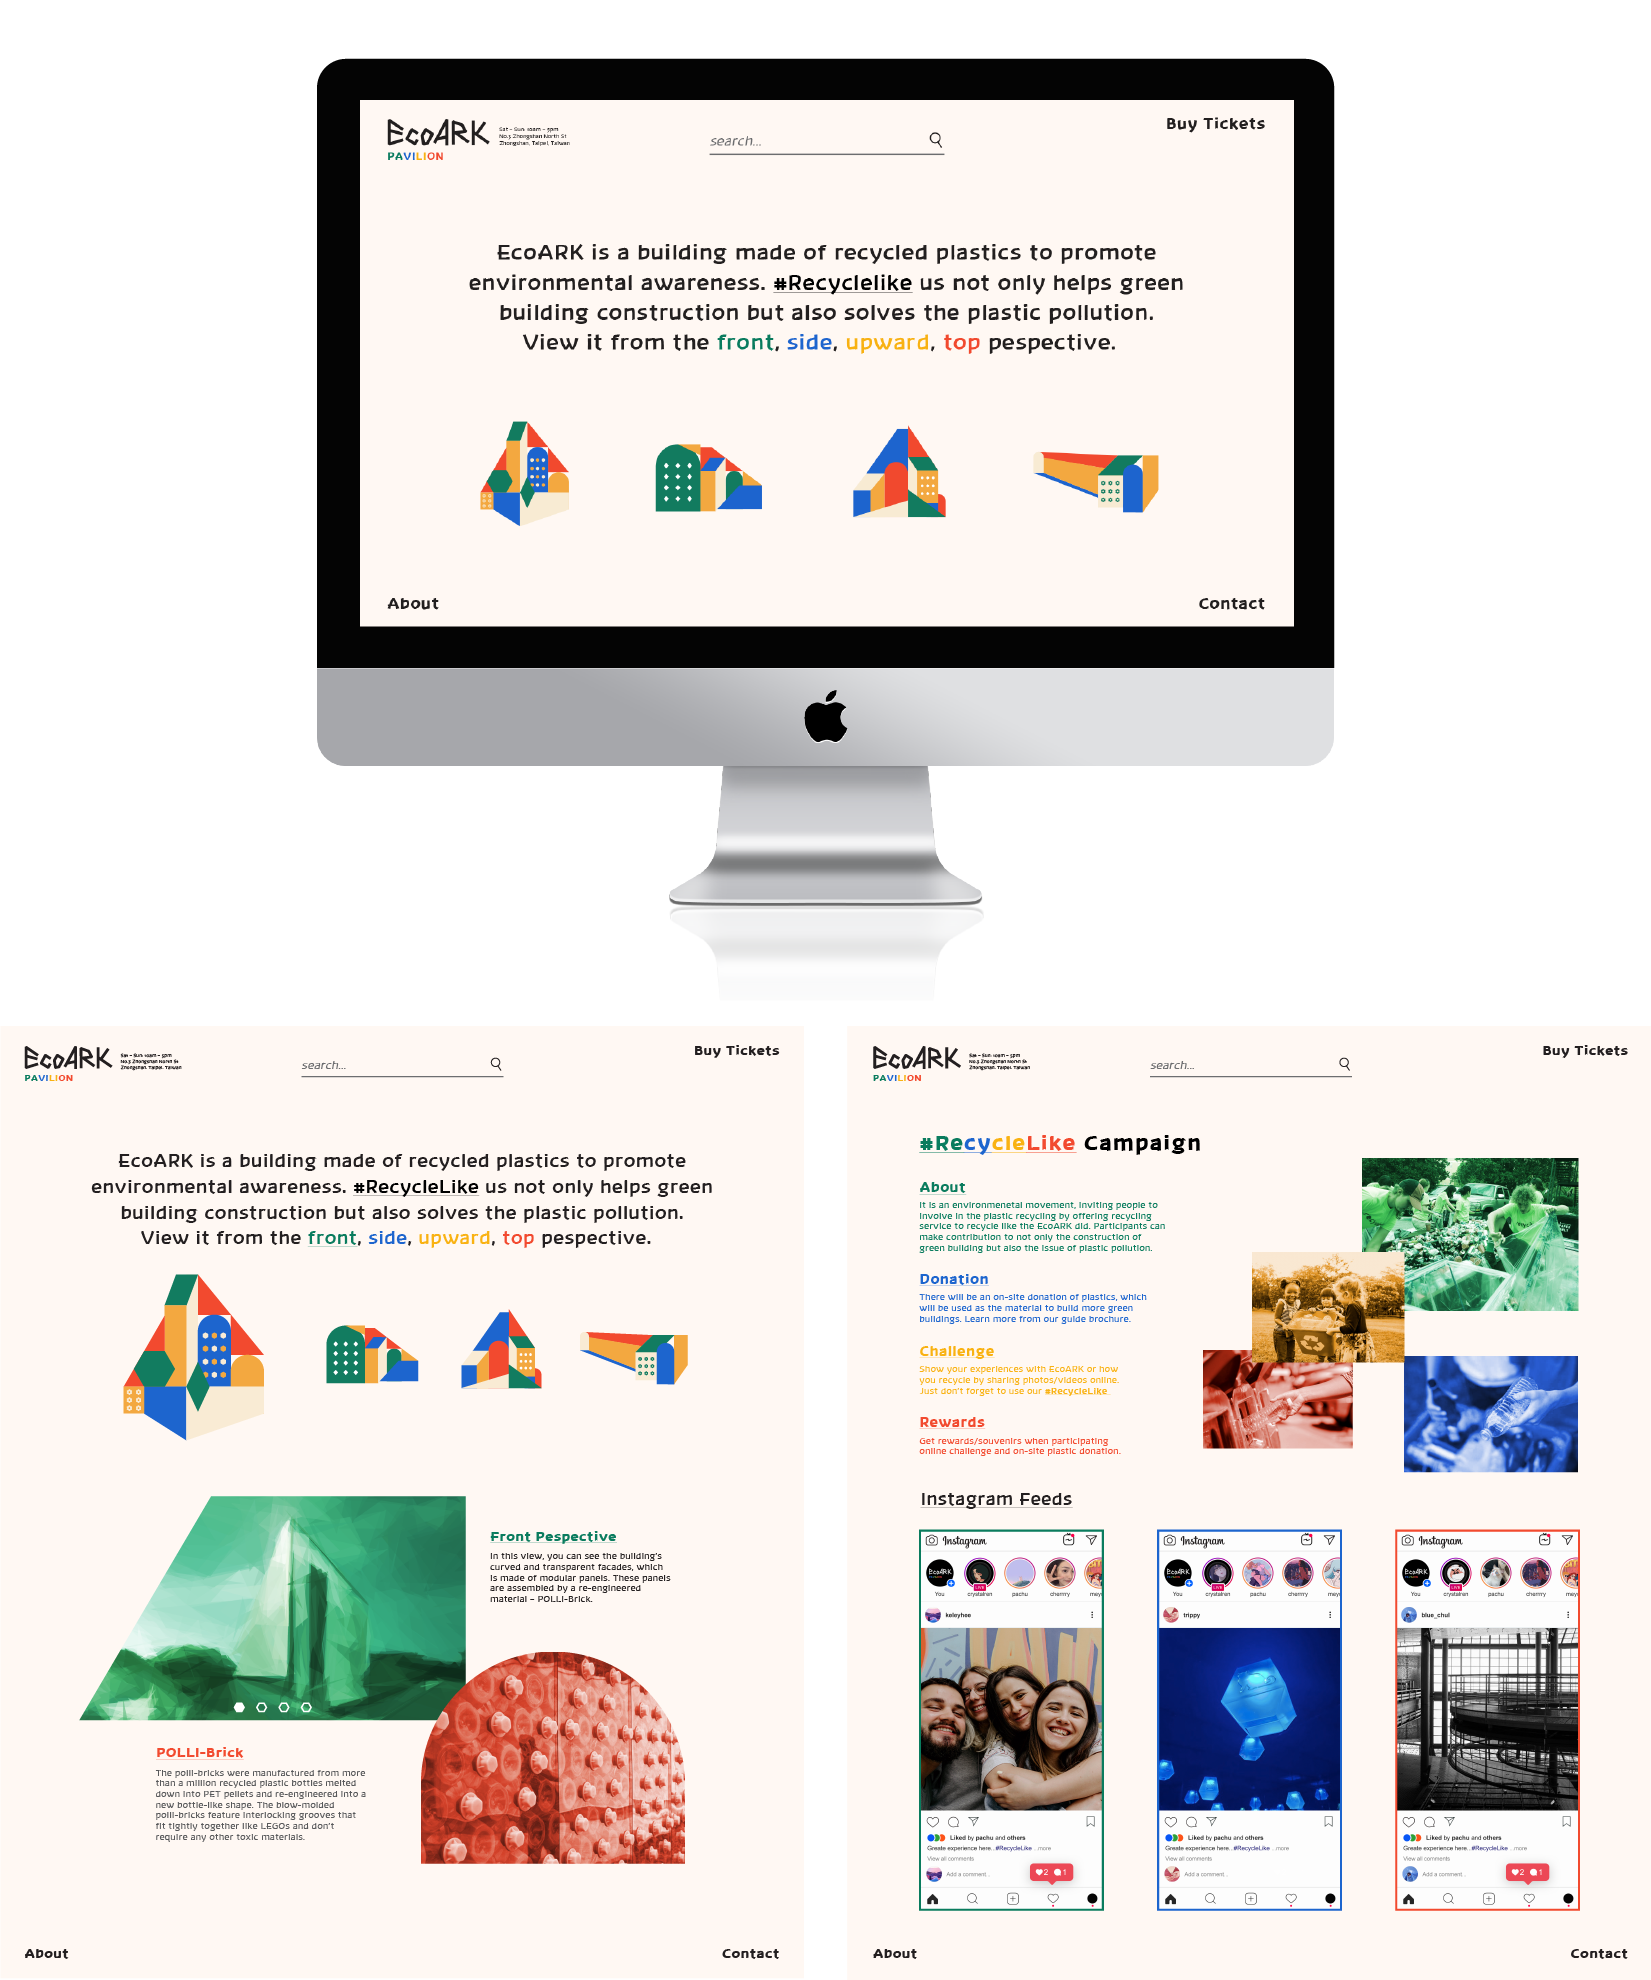 EcoARK
PAVILION
Sat - Sun: 10am - 5pm
No.3 Zhongshan North St
Zhongshan, Taipei, Taiwan
search...
Buy Tickets
EcoARK is a building made of recycled plastics to promote
environmental awareness. #Recyclelike us not only helps green
building construction but also solves the plastic pollution.
View it from the front, side, upward, top pespective.
About
Contact
EcoARK
PAVILION
Sat - Sun: 10am - 5pm
No.3 Zhongshan North St
Zhongshan, Taipei, Taiwan
search...
Buy Tickets
EcoARK is a building made of recycled plastics to promote
environmental awareness. #RecycleLike us not only helps green
building construction but also solves the plastic pollution.
View it from the front, side, upward, top pespective.
Front Pespective
In this view, you can see the building's
curved and transparent facades, which
is made of modular panels. These panels
are assembled by a re-engineered
material – POLLI-Brick.
POLLI-Brick
The polli-bricks were manufactured from more
than a million recycled plastic bottles melted
down into PET pellets and re-engineered into a
new bottle-like shape. The blow-molded
polli-bricks feature interlocking grooves that
fit tightly together like LEGOs and don't
require any other toxic materials.
About
Contact
EcoARK
PAVILION
Sat - Sun: 10am - 5pm
No.3 Zhongshan North St
Zhongshan, Taipei, Taiwan
search...
Buy Tickets
#RecycleLike Campaign
About
It is an environmenetal movement, inviting people to
involve in the plastic recycling by offering recycling
service to recycle like the EcoARK did. Participants can
make contribution to not only the construction of
green building but also the issue of plastic pollution.
Donation
There will be an on-site donation of plastics, which
will be used as the material to build more green
buildings. Learn more from our guide brochure.
Challenge
Show your experiences with EcoARK or how
you recycle by sharing photos/videos online.
Just don't forget to use our #RecycleLike.
Rewards
Get rewards/souvenirs when participating
online challenge and on-site plastic donation.
Instagram Feeds
Instagram
EcoARK
LIVE
You crystalren pachu cherrry
keleyhee
Liked by pachu and others
Greate experience here...#RecycleLike ...more
View all comments
Add a comment...
2 1
Instagram
EcoARK
LIVE
You crystalren pachu cherrry
trippy
Liked by pachu and others
Greate experience here...#RecycleLike ...more
View all comments
Add a comment...
Instagram
EcoARK
LIVE
You crystalren pachu cherrry
blue_chul
Liked by pachu and others
Greate experience here...#RecycleLike ...more
View all comments
Add a comment...
2 1
About
Contact